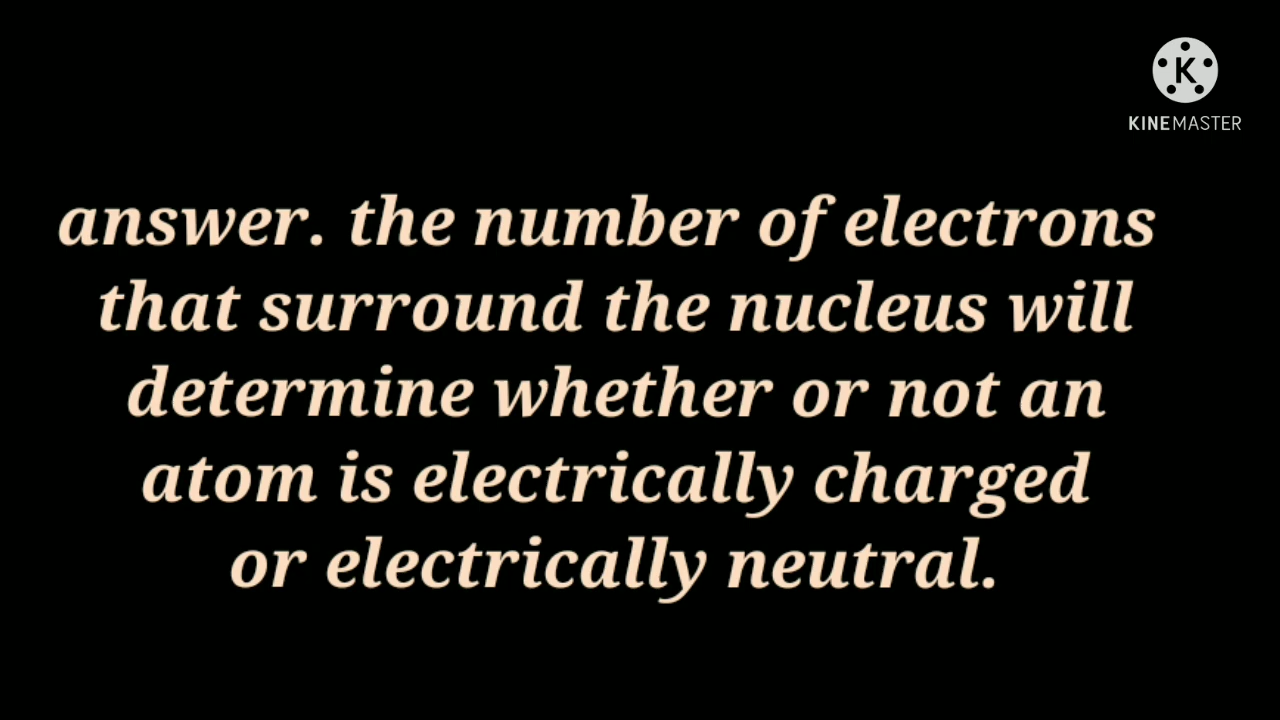 K
KINEMASTER
answer. the number of electrons
that surround the nucleus will
determine whether or not an
atom is electrically charged
or electrically neutral.